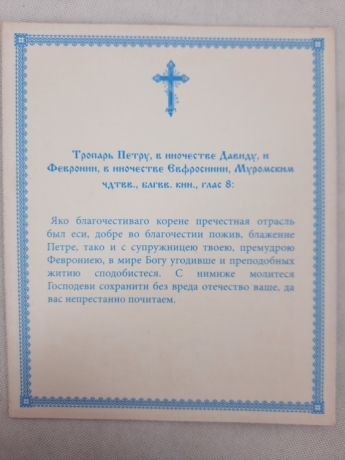 Тропарь Петру, в иночестве Давиду, и
Февронии, в иночестве Евфросинии, Муромским
чдтвв., блгвв. кнн., глас 8:
Яко благочестиваго корене пречестная отрасль
был еси, добре во благочестии пожив, блаженне
Петре, тако и с супружницею твоею, премудрою
Феврониею, в мире Богу угодивше и преподобных
житию сподобистеся. С нимиже молитеся
Господеви сохранити без вреда отечество ваше, да
вас непрестанно почитаем.